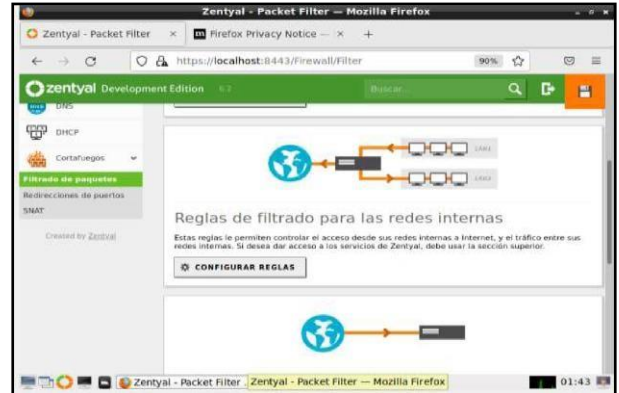 Zentyal - Packet Filter — Mozilla Firefox
Zentyal - Packet Filter
Firefox Privacy Notice —
https://localhost:8443/Firewall/Filter
90%
zentyal Development Edition 6.2
Buscar...
DNS
DHCP
Cortafuegos
Filtrado de paquetes
Redirecciones de puertos
SNAT
Created by Zentyal
LAN1
LAN2
Reglas de filtrado para las redes internas
Estas reglas le permiten controlar el acceso desde sus redes internas a Internet, y el tráfico entre sus
redes internas. Si desea dar acceso a los servicios de Zentyal, debe usar la sección superior.
CONFIGURAR REGLAS
Zentyal - Packet Filter
Zentyal - Packet Filter — Mozilla Firefox
01:43